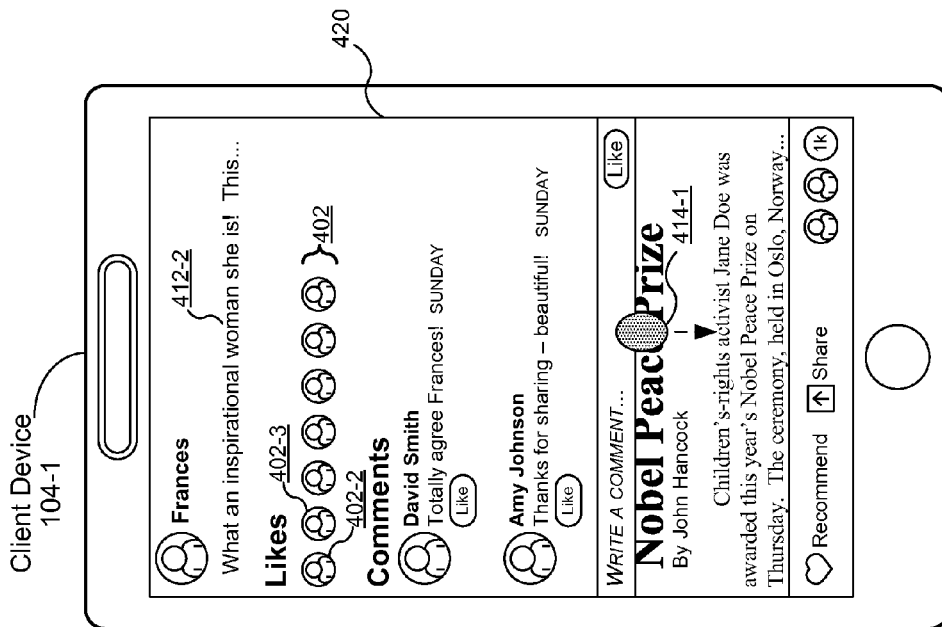 Client Device
104-1
420
Frances
412-2
What an inspirational woman she is! This...
Likes
402-3
402
402-2
Comments
David Smith
Totally agree Frances! SUNDAY
Like
Amy Johnson
Thanks for sharing – beautiful! SUNDAY
Like
WRITE A COMMENT...
Like
Nobel Peace Prize
414-1
By John Hancock
Children's-rights activist Jane Doe was
awarded this year's Nobel Peace Prize on
Thursday. The ceremony, held in Oslo, Norway...
Recommend
Share
1k